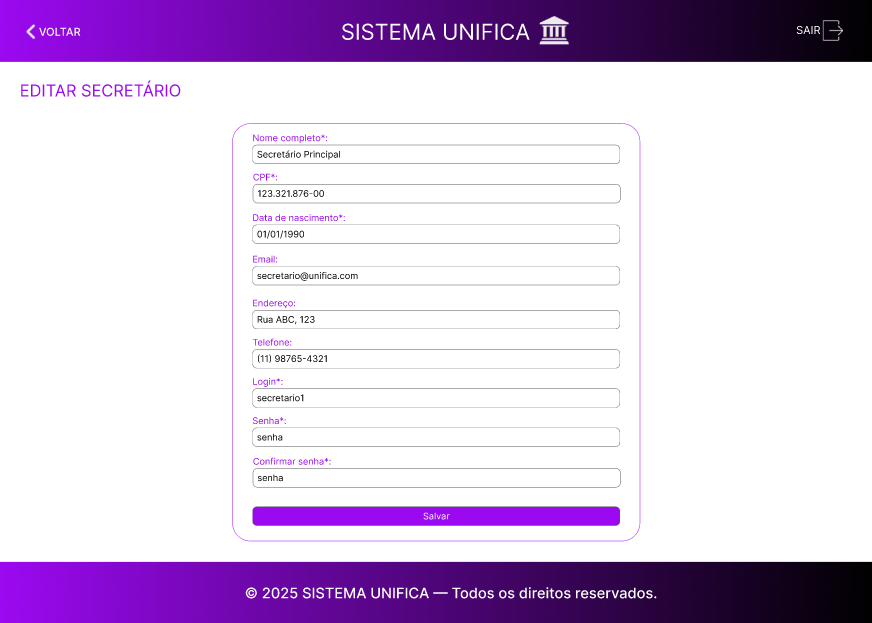 VOLTAR
SISTEMA UNIFICA
SAIR
EDITAR SECRETÁRIO
Nome completo*:
Secretário Principal
CPF*:
123.321.876-00
Data de nascimento*:
01/01/1990
Email:
secretario@unifica.com
Endereço:
Rua ABC, 123
Telefone:
(11) 98765-4321
Login*:
secretario1
Senha*:
senha
Confirmar senha*:
senha
Salvar
© 2025 SISTEMA UNIFICA — Todos os direitos reservados.